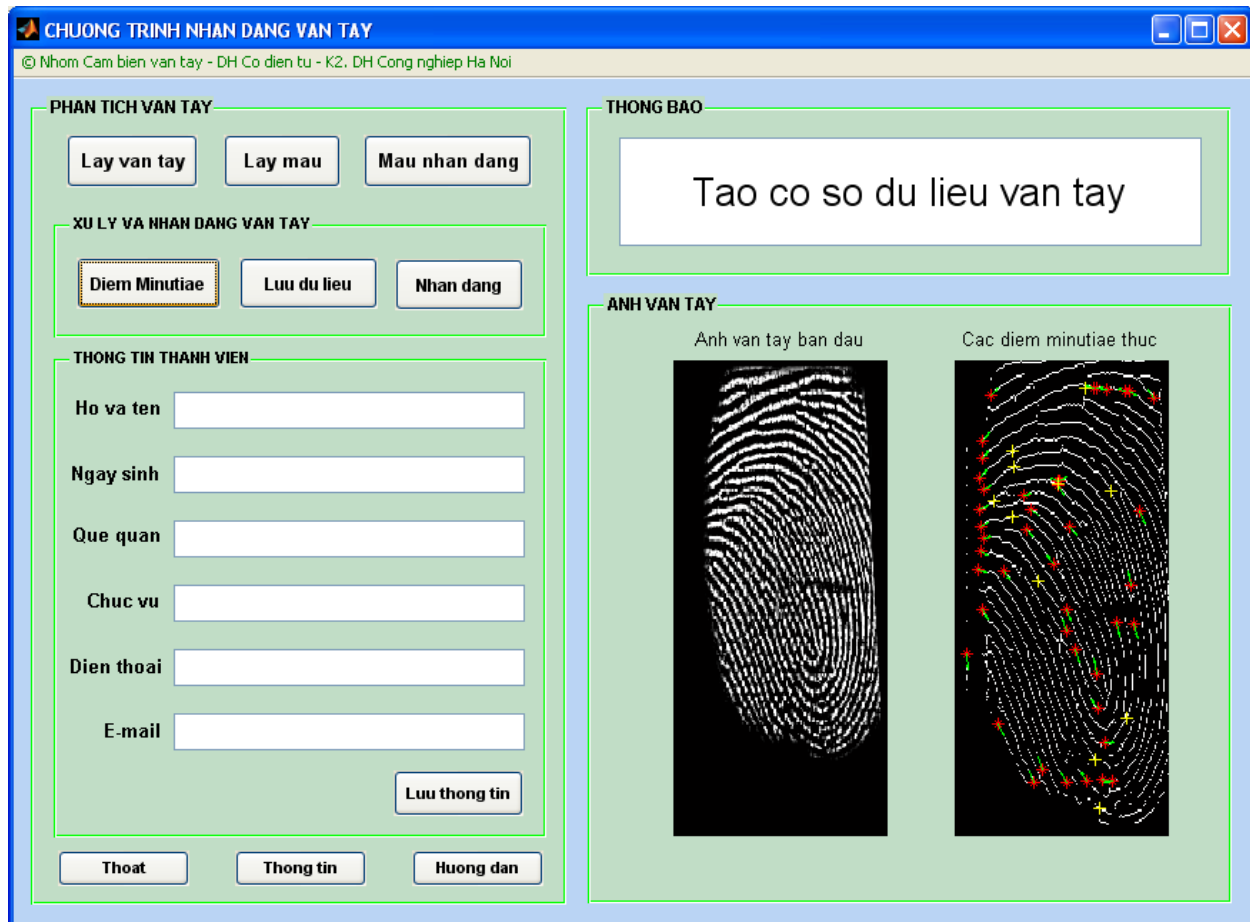 CHUONG TRINH NHAN DANG VAN TAY
© Nhom Cam bien van tay - DH Co dien tu - K2. DH Cong nghiep Ha Noi
PHAN TICH VAN TAY
Lay van tay
Lay mau
Mau nhan dang
XU LY VA NHAN DANG VAN TAY
Diem Minutiae
Luu du lieu
Nhan dang
THONG TIN THANH VIEN
Ho va ten
Ngay sinh
Que quan
Chuc vu
Dien thoai
E-mail
Luu thong tin
Thoat
Thong tin
Huong dan
THONG BAO
Tao co so du lieu van tay
ANH VAN TAY
Anh van tay ban dau
Cac diem minutiae thuc